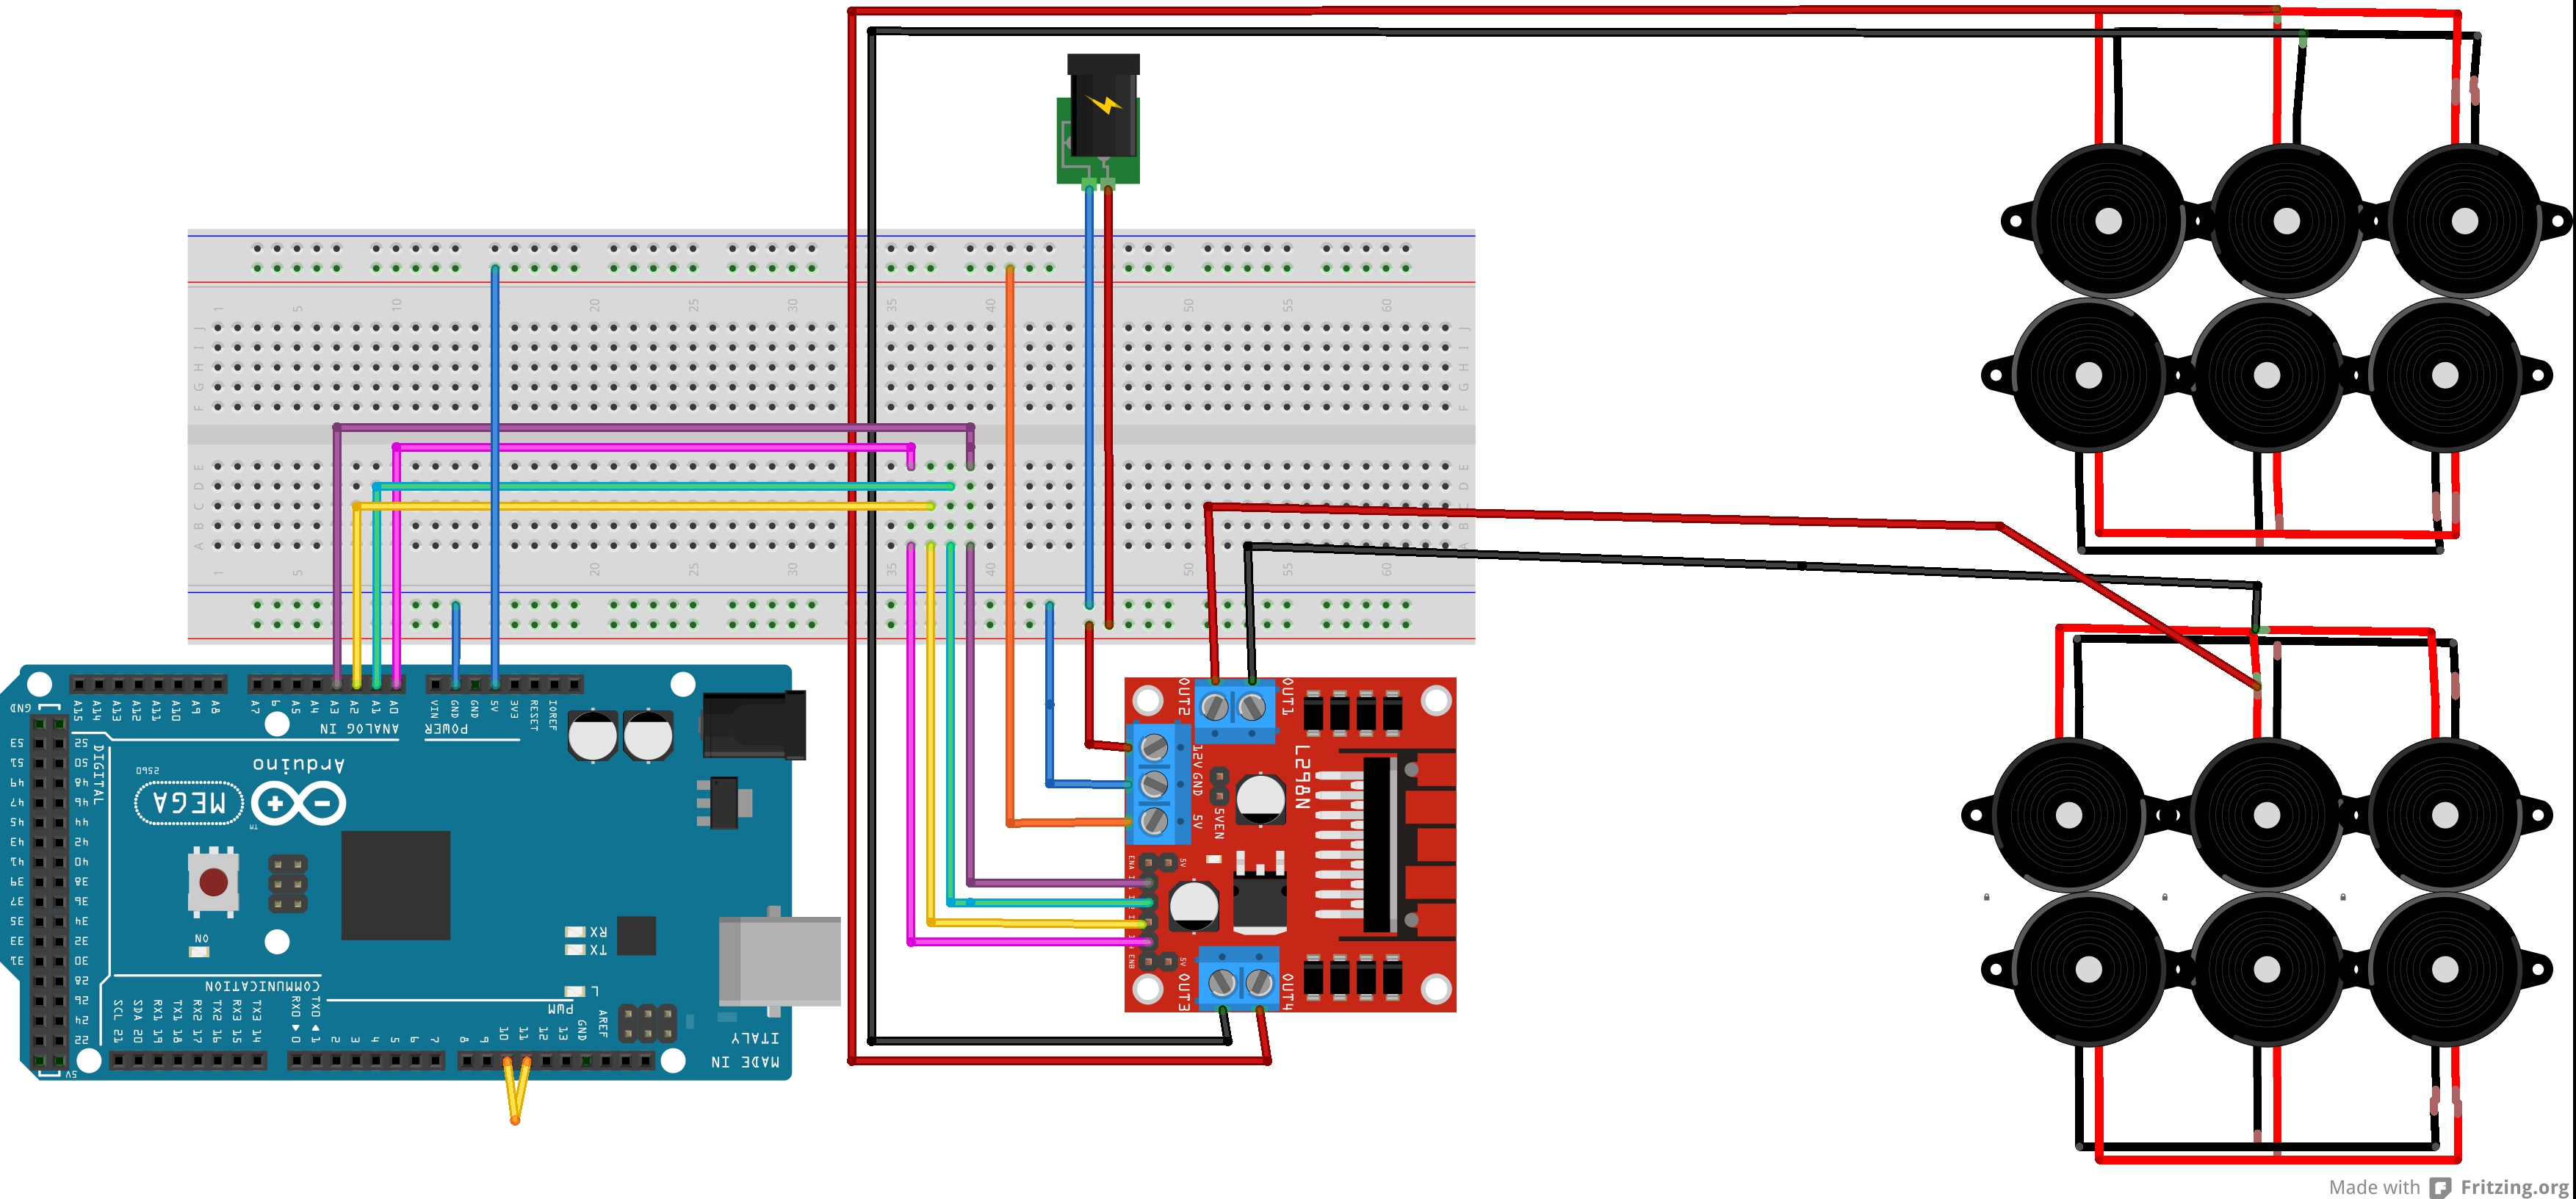 1 5 10 20 25 30 35 40 50 55 60
J J
I I
H H
G G
F F
E E
D D
C C
B B
A A
1 5 20 25 30 35 40 50 55 60
A15 A14 A13 A12 A11 A10 A9 A8 A7 6 A5 A4 A3 A2 A1 A0 VIN GND GND 5V 3V3 RESET IOREF
ANALOG IN
POWER
GND
DIGITAL
53 52
51 50
49 48
47 46
45 44
43 42
41 40
39 38
37 36
35 34
33 32
31 30
28
26
24
22
5V
2560
Arduino
MEGA
TM
ON
RX
TX
L
COMMUNICATION
PWM
SCL 21
SDA 20
RX1 19
TX1 18
RX2 17
TX2 16
RX3 15
TX3 14
RX0 0
TX0 1
2 3 4 5 6 7 8 9 10 11 12 13 GND AREF
MADE IN
ITALY
OUT2
OUT1
12V
GND
5V
5VEN
L298N
ENA
5V
ENB
5V
OUT3
OUT4
Made with Fritzing.org